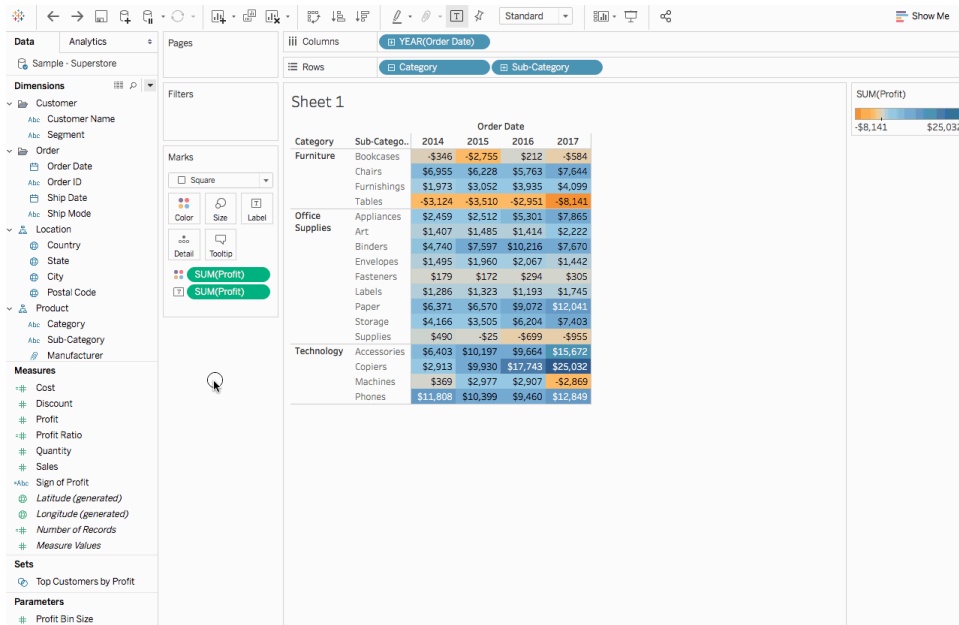 Standard
Show Me
Data Analytics
Sample - Superstore
Dimensions
Customer
Abc Customer Name
Abc Segment
Order
Order Date
Abc Order ID
Ship Date
Abc Ship Mode
Location
Country
State
City
Postal Code
Product
Abc Category
Abc Sub-Category
Manufacturer
Measures
Cost
Discount
Profit
Profit Ratio
Quantity
Sales
Abc Sign of Profit
Latitude (generated)
Longitude (generated)
Number of Records
Measure Values
Sets
Top Customers by Profit
Parameters
Profit Bin Size
Pages
Filters
Marks
Square
Color Size Label
Detail Tooltip
SUM(Profit)
SUM(Profit)
Columns YEAR(Order Date)
Rows Category Sub-Category
Sheet 1
Order Date
Category Sub-Catego.. 2014 2015 2016 2017
Furniture Bookcases -$346 -$2,755 $212 -$584
Chairs $6,955 $6,228 $5,763 $7,644
Furnishings $1,973 $3,052 $3,935 $4,099
Tables -$3,124 -$3,510 -$2,951 -$8,141
Office Appliances $2,459 $2,512 $5,301 $7,865
Supplies Art $1,407 $1,485 $1,414 $2,222
Binders $4,740 $7,597 $10,216 $7,670
Envelopes $1,495 $1,960 $2,067 $1,442
Fasteners $179 $172 $294 $305
Labels $1,286 $1,323 $1,193 $1,745
Paper $6,371 $6,570 $9,072 $12,041
Storage $4,166 $3,505 $6,204 $7,403
Supplies $490 -$25 -$699 -$955
Technology Accessories $6,403 $10,197 $9,664 $15,672
Copiers $2,913 $9,930 $17,743 $25,032
Machines $369 $2,977 $2,907 -$2,869
Phones $11,808 $10,399 $9,460 $12,849
SUM(Profit)
-$8,141 $25,032